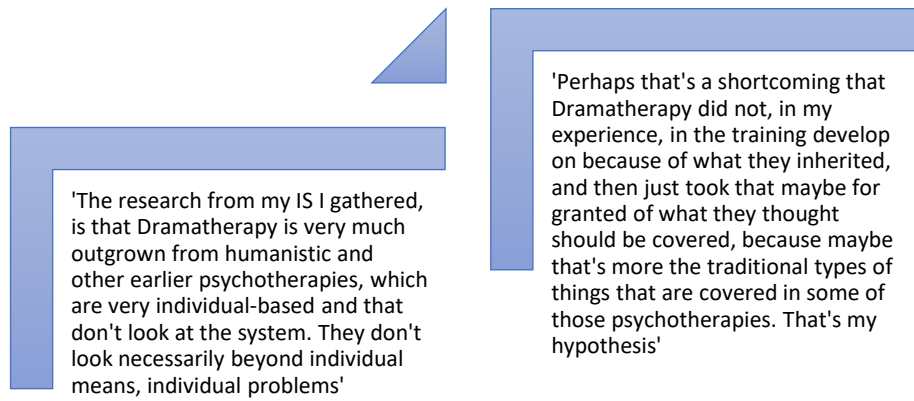 'The research from my IS I gathered,
is that Dramatherapy is very much
outgrown from humanistic and
other earlier psychotherapies, which
are very individual-based and that
don't look at the system. They don't
look necessarily beyond individual
means, individual problems'
'Perhaps that's a shortcoming that
Dramatherapy did not, in my
experience, in the training develop
on because of what they inherited,
and then just took that maybe for
granted of what they thought
should be covered, because maybe
that's more the traditional types of
things that are covered in some of
those psychotherapies. That's my
hypothesis'